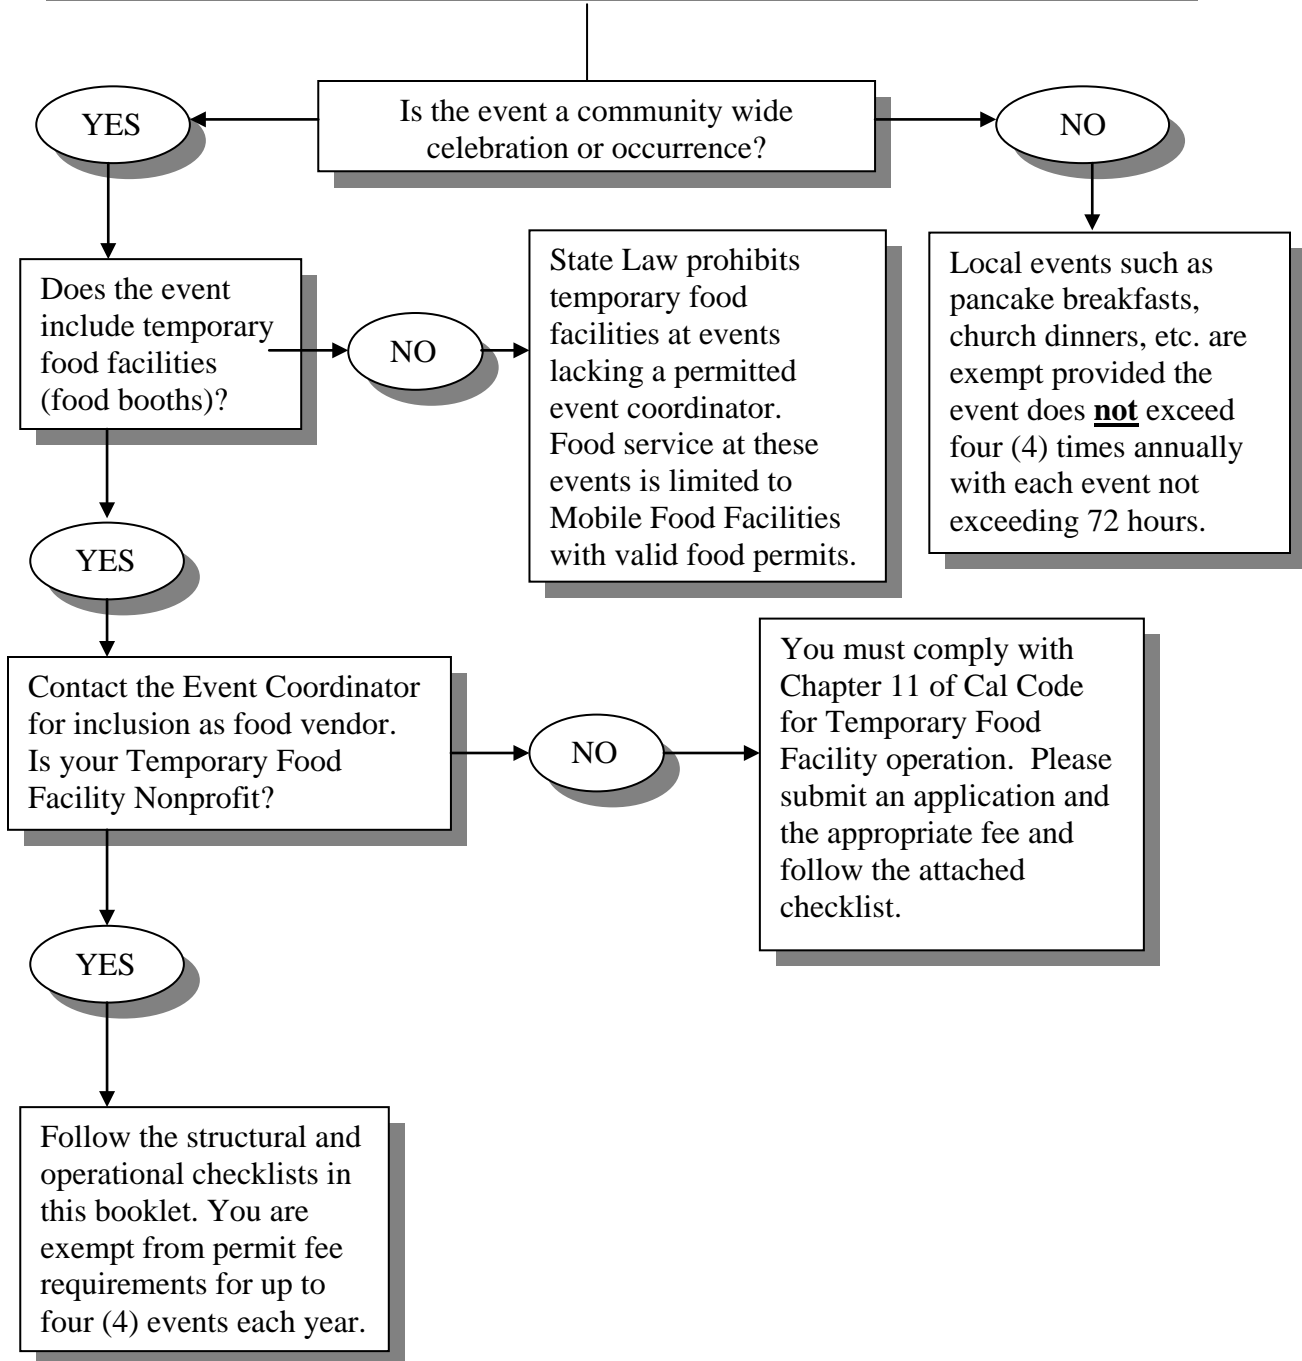 Is the event a community wide
celebration or occurrence?
YES
NO
Does the event
include temporary
food facilities
(food booths)?
NO
State Law prohibits
temporary food
facilities at events
lacking a permitted
event coordinator.
Food service at these
events is limited to
Mobile Food Facilities
with valid food permits.
Local events such as
pancake breakfasts,
church dinners, etc. are
exempt provided the
event does not exceed
four (4) times annually
with each event not
exceeding 72 hours.
YES
Contact the Event Coordinator
for inclusion as food vendor.
Is your Temporary Food
Facility Nonprofit?
NO
You must comply with
Chapter 11 of Cal Code
for Temporary Food
Facility operation.  Please
submit an application and
the appropriate fee and
follow the attached
checklist.
YES
Follow the structural and
operational checklists in
this booklet. You are
exempt from permit fee
requirements for up to
four (4) events each year.